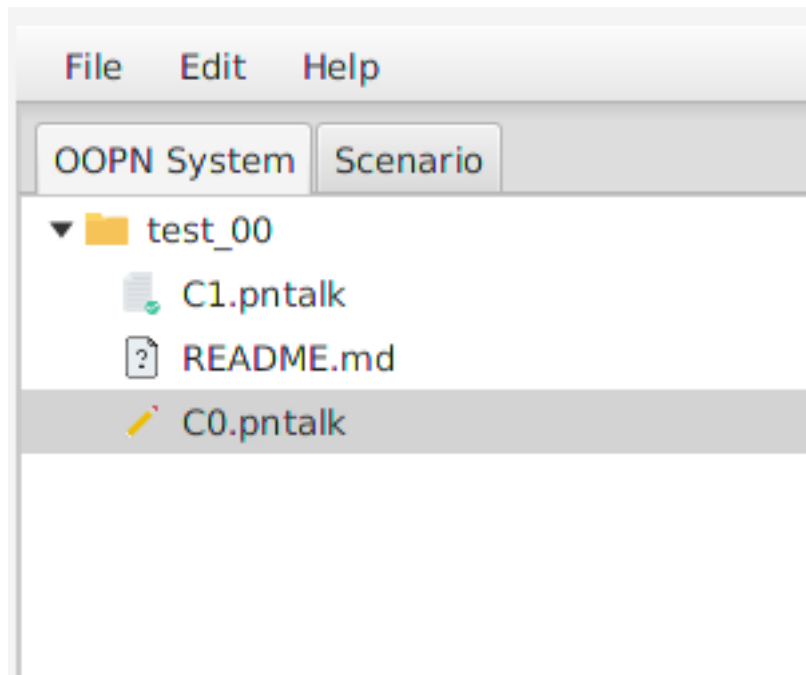 File Edit Help
OOPN System Scenario
test_00
C1.pntalk
README.md
C0.pntalk